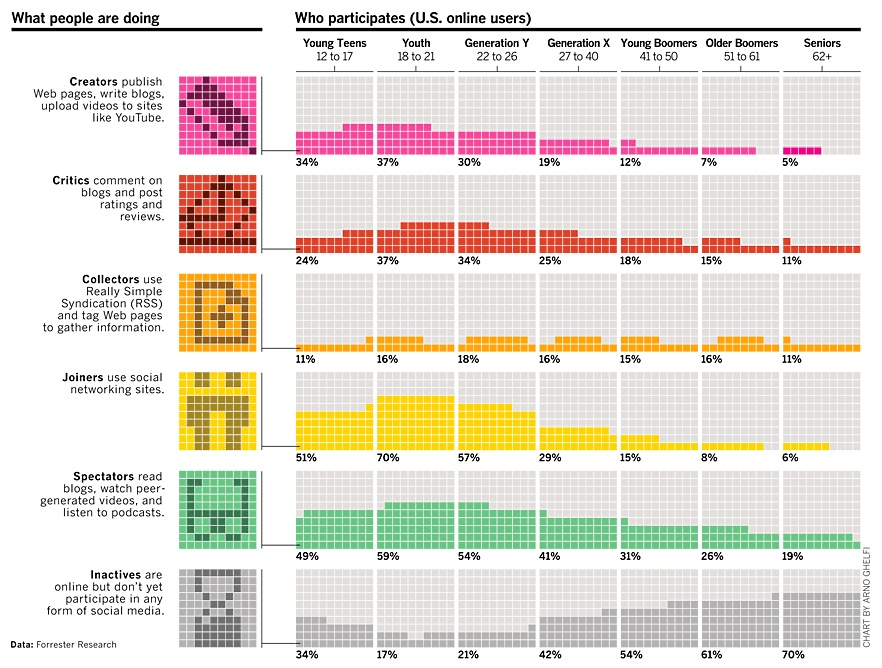 What people are doing
Who participates (U.S. online users)
Young Teens
12 to 17
Youth
18 to 21
Generation Y
22 to 26
Generation X
27 to 40
Young Boomers
41 to 50
Older Boomers
51 to 61
Seniors
62+
Creators publish
Web pages, write blogs,
upload videos to sites
like YouTube.
34% 37% 30% 19% 12% 7% 5%
Critics comment on
blogs and post
ratings and
reviews.
24% 37% 34% 25% 18% 15% 11%
Collectors use
Really Simple
Syndication (RSS)
and tag Web pages
to gather information.
11% 16% 18% 16% 15% 16% 11%
Joiners use social
networking sites.
51% 70% 57% 29% 15% 8% 6%
Spectators read
blogs, watch peer-
generated videos, and
listen to podcasts.
49% 59% 54% 41% 31% 26% 19%
Inactives are
online but don't yet
participate in any
form of social media.
34% 17% 21% 42% 54% 61% 70%
Data: Forrester Research
CHART BY ARNO GHELFI